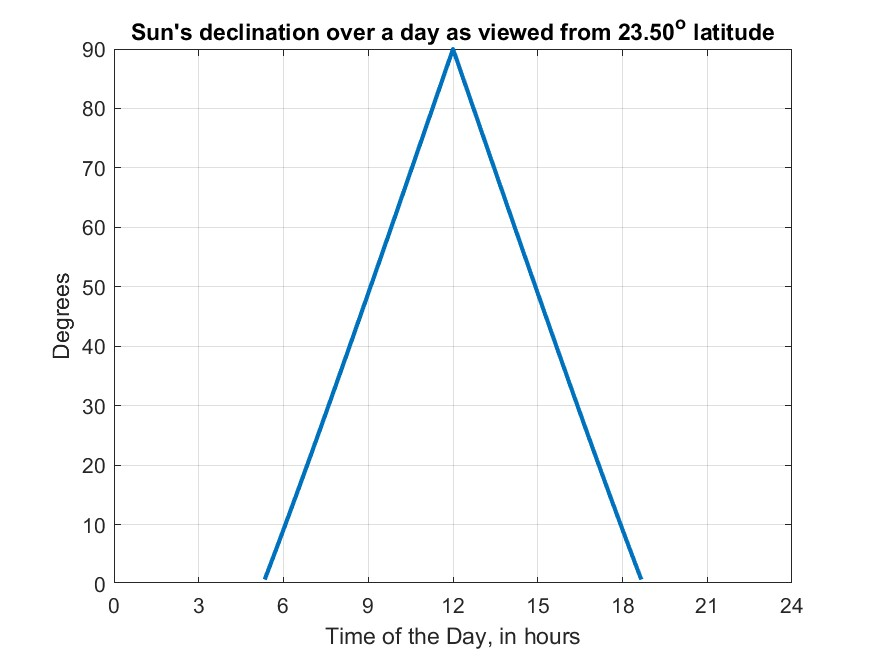 Sun's declination over a day as viewed from 23.50° latitude
90
80
70
60
50
40
30
20
10
0
Degrees
0 3 6 9 12 15 18 21 24
Time of the Day, in hours